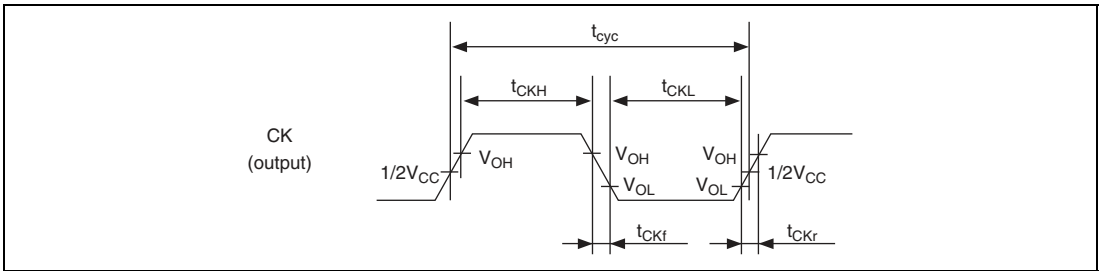 tcyc
tCKH
tCKL
CK
(output)
1/2VCC
VOH
VOH
VOL
VOH
VOL
1/2VCC
tCKf
tCKr